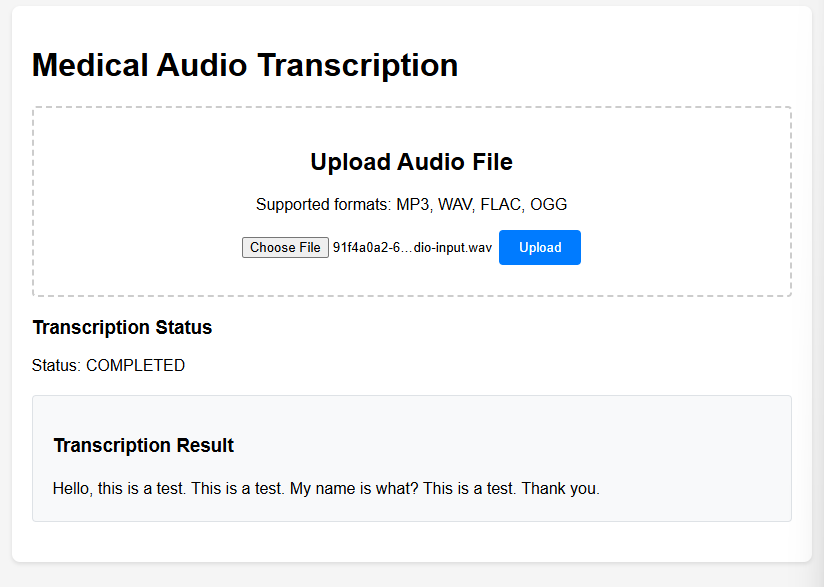 Medical Audio Transcription
Upload Audio File
Supported formats: MP3, WAV, FLAC, OGG
Choose File 91f4a0a2-6...dio-input.wav Upload
Transcription Status
Status: COMPLETED
Transcription Result
Hello, this is a test. This is a test. My name is what? This is a test. Thank you.